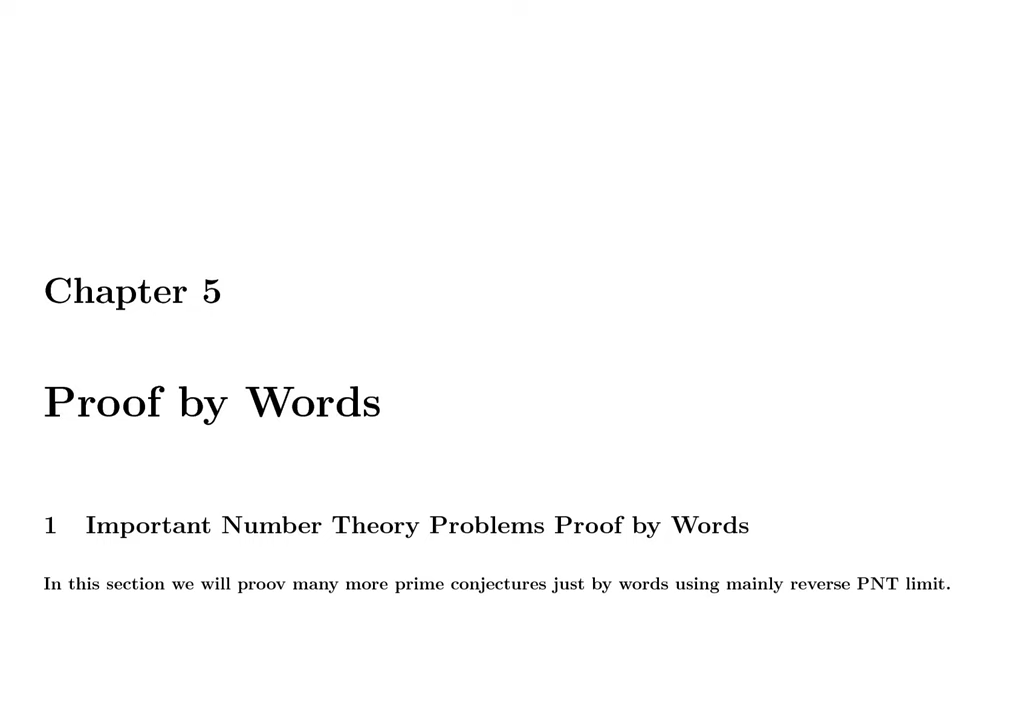 Chapter 5
Proof by Words
1 Important Number Theory Problems Proof by Words
In this section we will proov many more prime conjectures just by words using mainly reverse PNT limit.